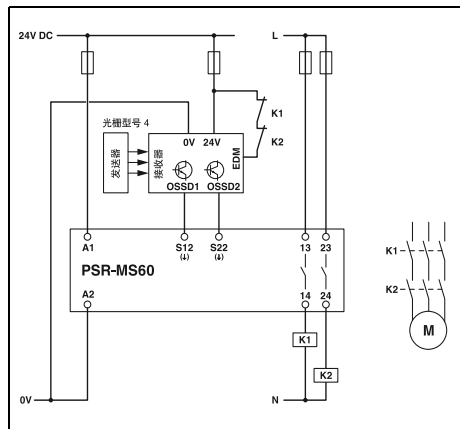 24V DC
L
K1
K2
光栅型号 4
发送器
接收器
0V 24V
EDM
OSSD1 OSSD2
A1 S12 S22 13 23
(↓) (↓)
PSR-MS60
A2 14 24
K1
K2
0V
N
K1
K2
M